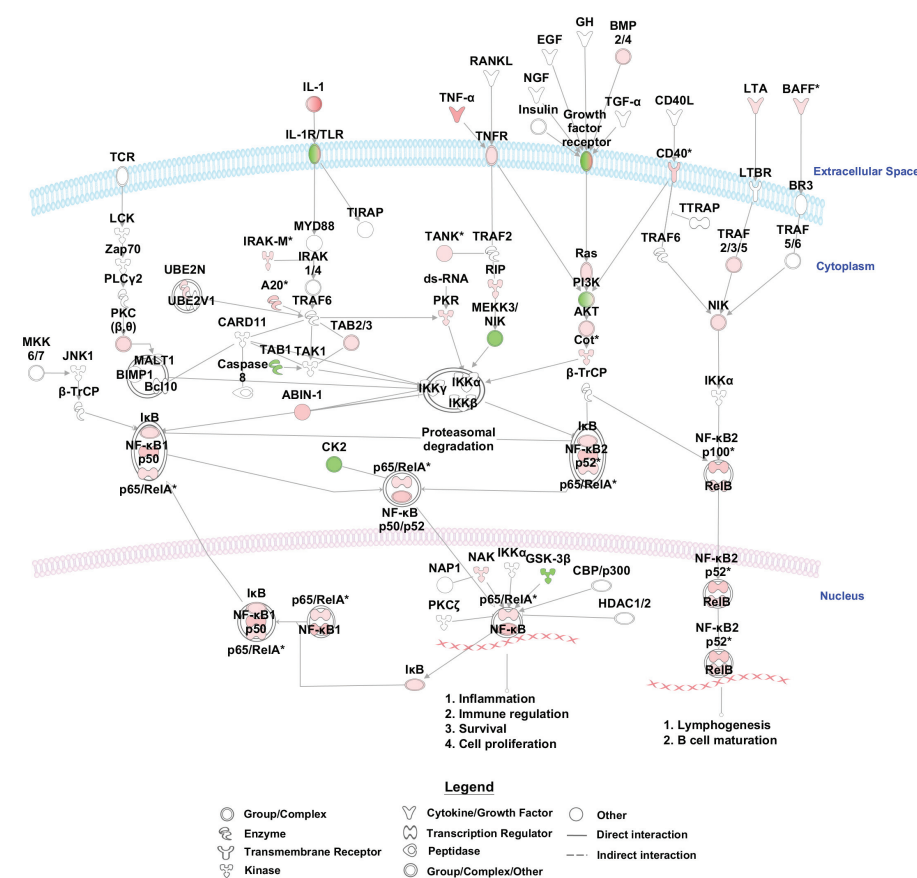 GH
BMP
2/4
EGF
RANKL
NGF
IL-1
TNF-α
Insulin
TGF-α
CD40L
LTA
BAFF*
Growth
factor
receptor
IL-1R/TLR
TNFR
TCR
CD40*
LTBR
BR3
Extracellular Space
LCK
Zap70
PLCγ2
PKC
(β,θ)
MYD88
TIRAP
IRAK-M*
IRAK
1/4
A20*
TRAF6
UBE2N
UBE2V1
TANK*
TRAF2
RIP
ds-RNA
PKR
MEKK3/
NIK
Ras
PI3K
AKT
Cot*
β-TrCP
TTRAP
TRAF6
TRAF
2/3/5
TRAF
5/6
Cytoplasm
NIK
CARD11
TAB2/3
TAB1
TAK1
Caspase
8
MKK
6/7
JNK1
β-TrCP
MALT1
BIMP1
Bcl10
ABIN-1
IKKγ
IKKα
IKKβ
IKKα
IκB
NF-κB1
p50
p65/RelA*
Proteasomal
degradation
IκB
NF-κB2
p52*
p65/RelA*
NF-κB2
p100*
RelB
CK2
p65/RelA*
NF-κB
p50/p52
NAP1
NAK
IKKα
GSK-3β
CBP/p300
PKCζ
p65/RelA*
NF-κB
HDAC1/2
NF-κB2
p52*
RelB
Nucleus
NF-κB2
p52*
RelB
IκB
NF-κB1
p50
p65/RelA*
p65/RelA*
NF-κB1
IκB
1. Inflammation
2. Immune regulation
3. Survival
4. Cell proliferation
1. Lymphogenesis
2. B cell maturation
Legend
Group/Complex
Enzyme
Transmembrane Receptor
Kinase
Cytokine/Growth Factor
Transcription Regulator
Peptidase
Group/Complex/Other
Other
Direct interaction
Indirect interaction